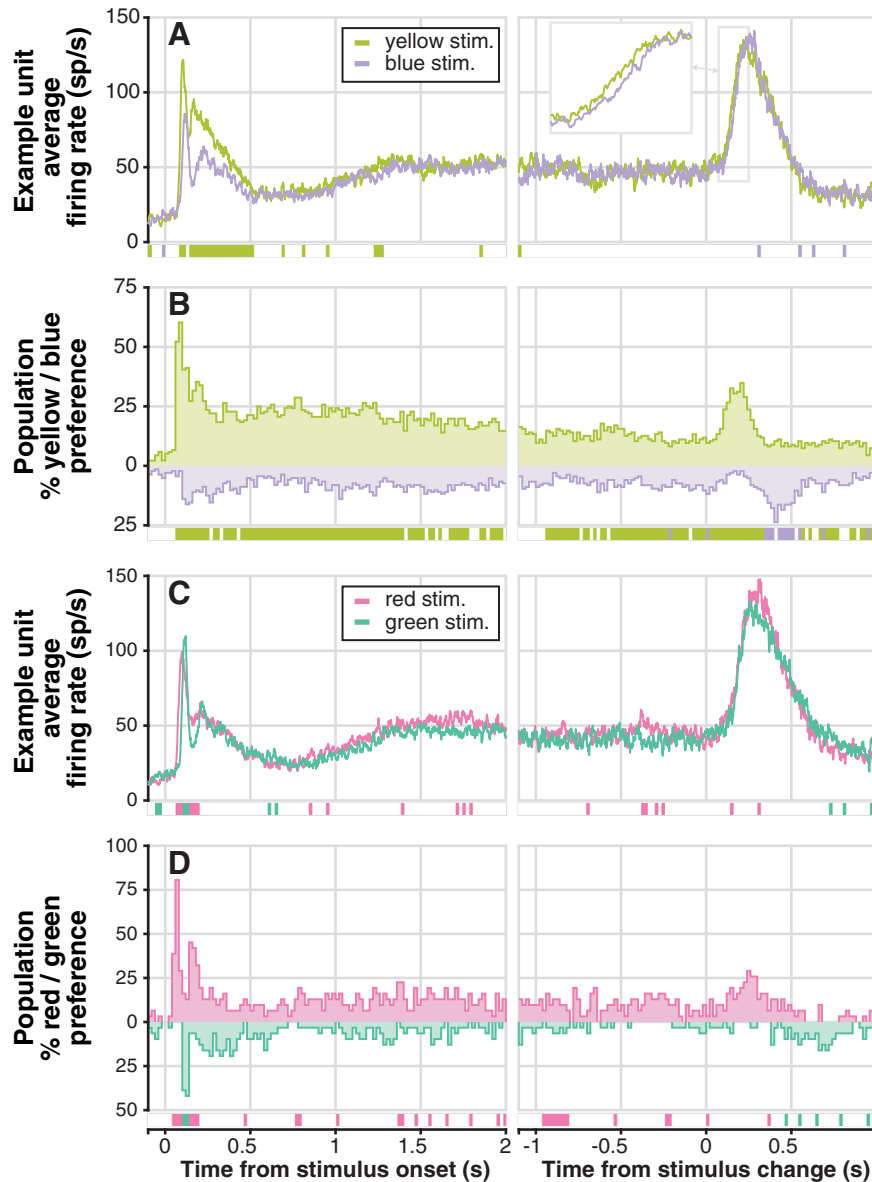 A
Example unit
average
firing rate (sp/s)
150
100
50
0
yellow stim.
blue stim.
B
Population
% yellow / blue
preference
75
50
25
0
25
C
Example unit
average
firing rate (sp/s)
150
100
50
0
red stim.
green stim.
D
Population
% red / green
preference
100
75
50
25
0
25
50
0 0.5 1 1.5 2
-1 -0.5 0 0.5
Time from stimulus onset (s)
Time from stimulus change (s)